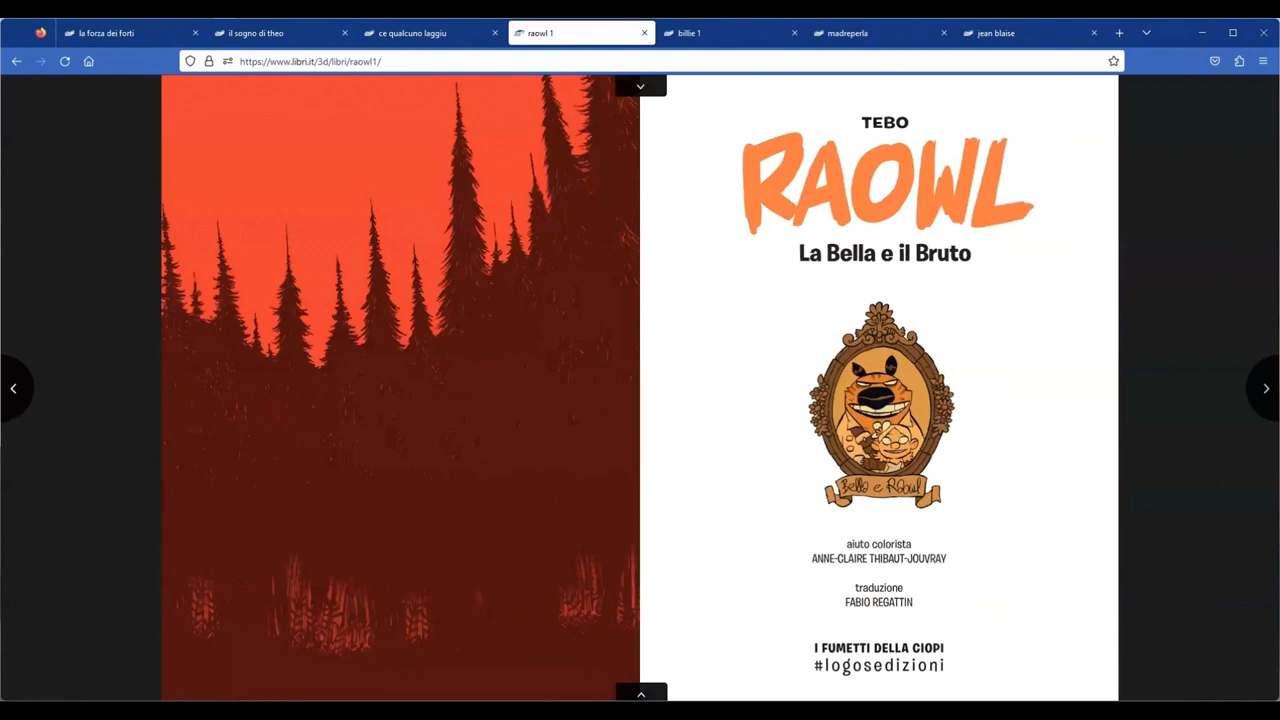 la forza dei forti
il sogno di theo
ce qualcuno laggiu
raowl 1
billie 1
madreperla
jean blaise
https://www.libri.it/3d/libri/raowl1/
TEBO
RAOWL
La Bella e il Bruto
Bella e Raowl
aiuto colorista
ANNE-CLAIRE THIBAUT-JOUVRAY
traduzione
FABIO REGATTIN
I FUMETTI DELLA CIOPI
#logosedizioni